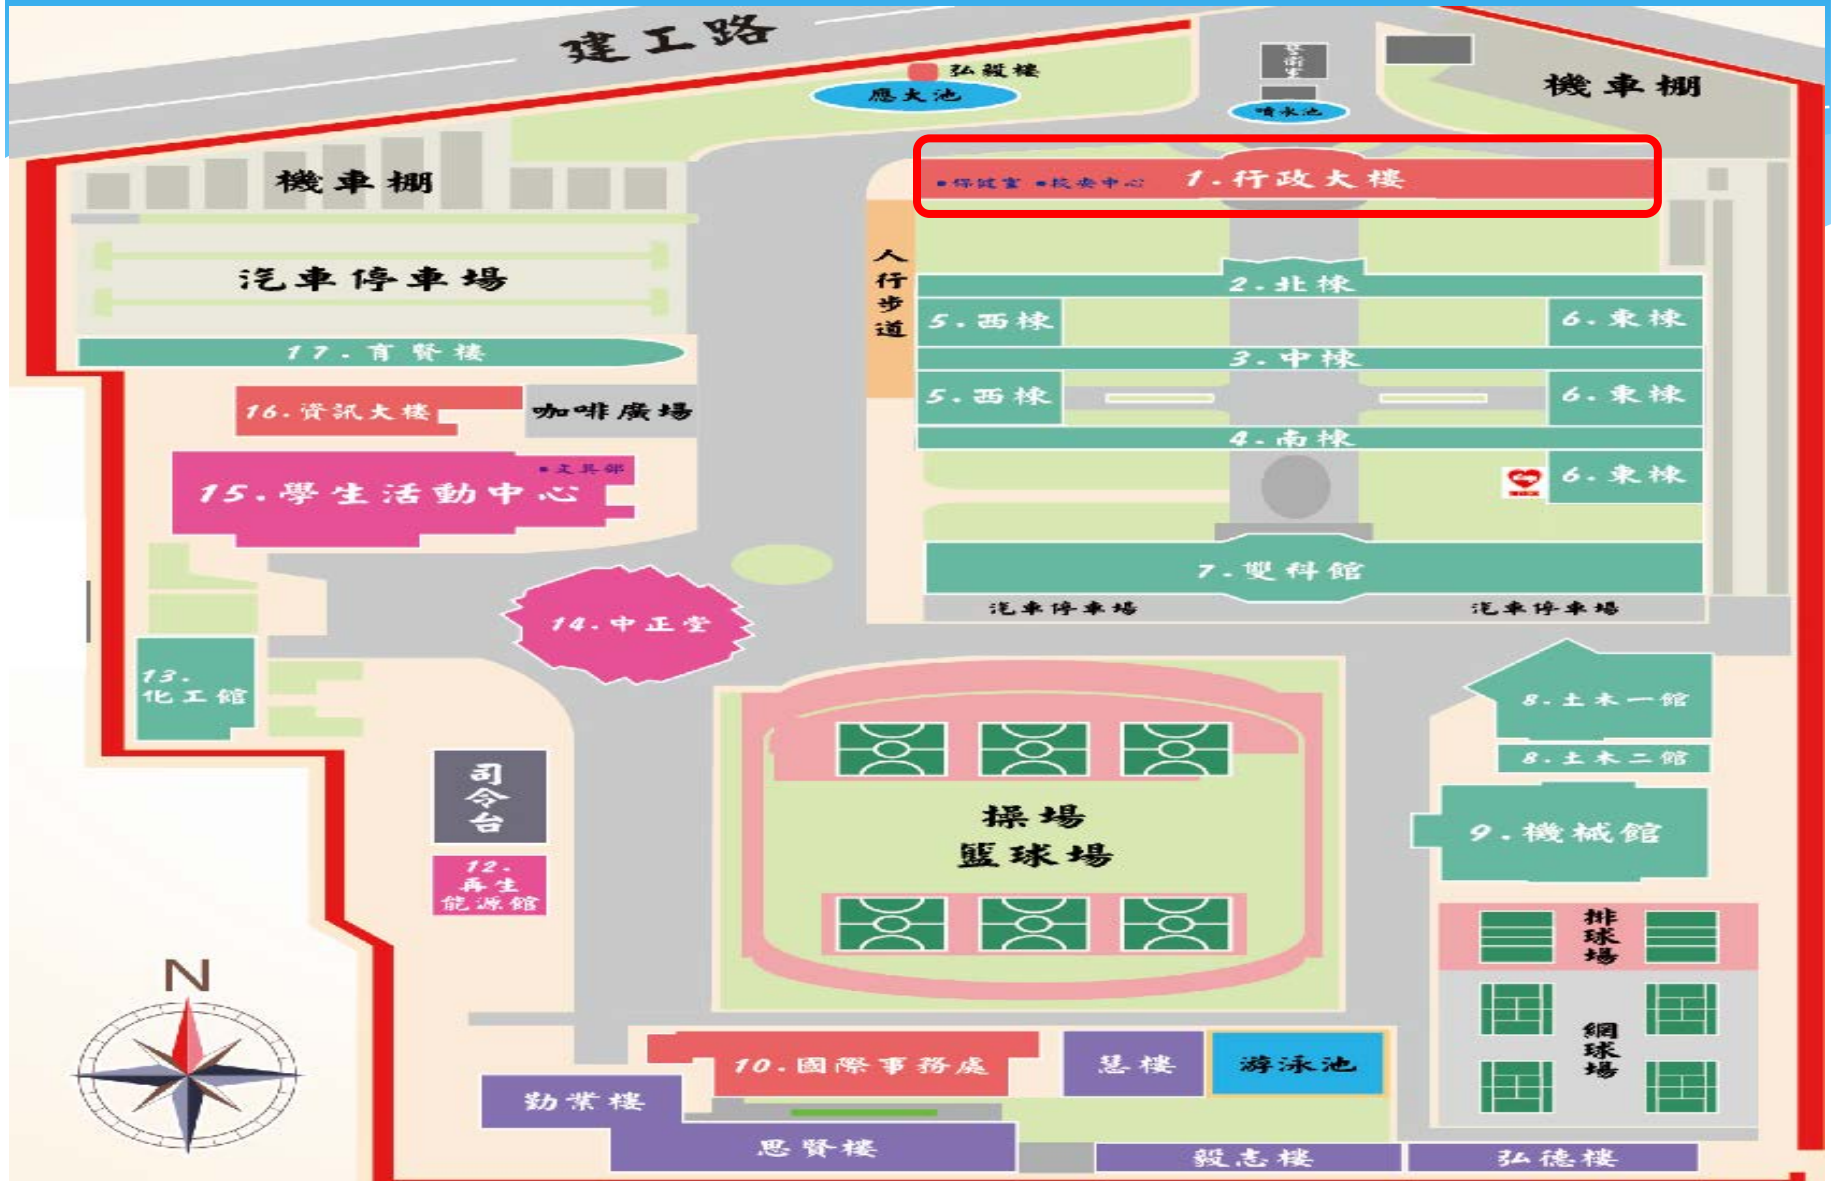 建工路
弘毅樓
應大池
警衛室
噴水池
機車棚
機車棚
•保健室 •校安中心 1.行政大樓
汽車停車場
人行步道
2.北棟
5.西棟
6.東棟
17.育賢樓
3.中棟
16.資訊大樓
咖啡廣場
5.西棟
6.東棟
4.南棟
•文具部
15.學生活動中心
6.東棟
7.雙科館
汽車停車場
汽車停車場
14.中正堂
13.
化工館
8.土木一館
8.土木二館
司令台
操場
籃球場
9.機械館
12.
再生
能源館
排球場
N
網球場
10.國際事務處
慧樓
游泳池
勤業樓
思賢樓
毅志樓
弘德樓